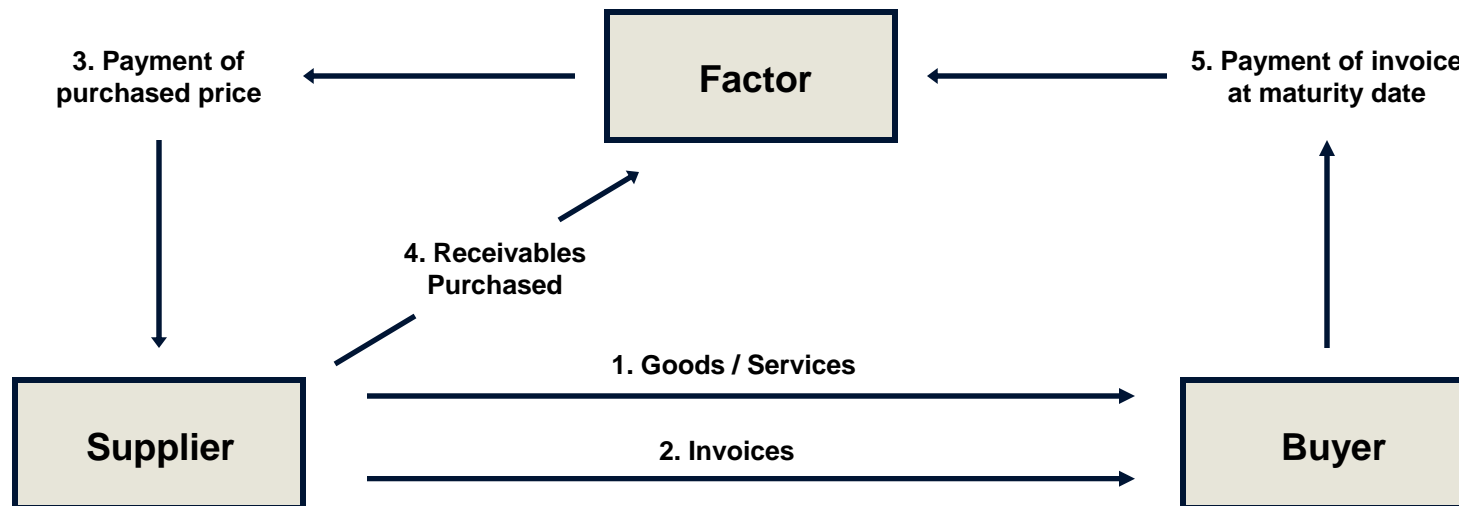 3. Payment of
purchased price
Factor
5. Payment of invoice
at maturity date
4. Receivables
Purchased
1. Goods / Services
Supplier
2. Invoices
Buyer